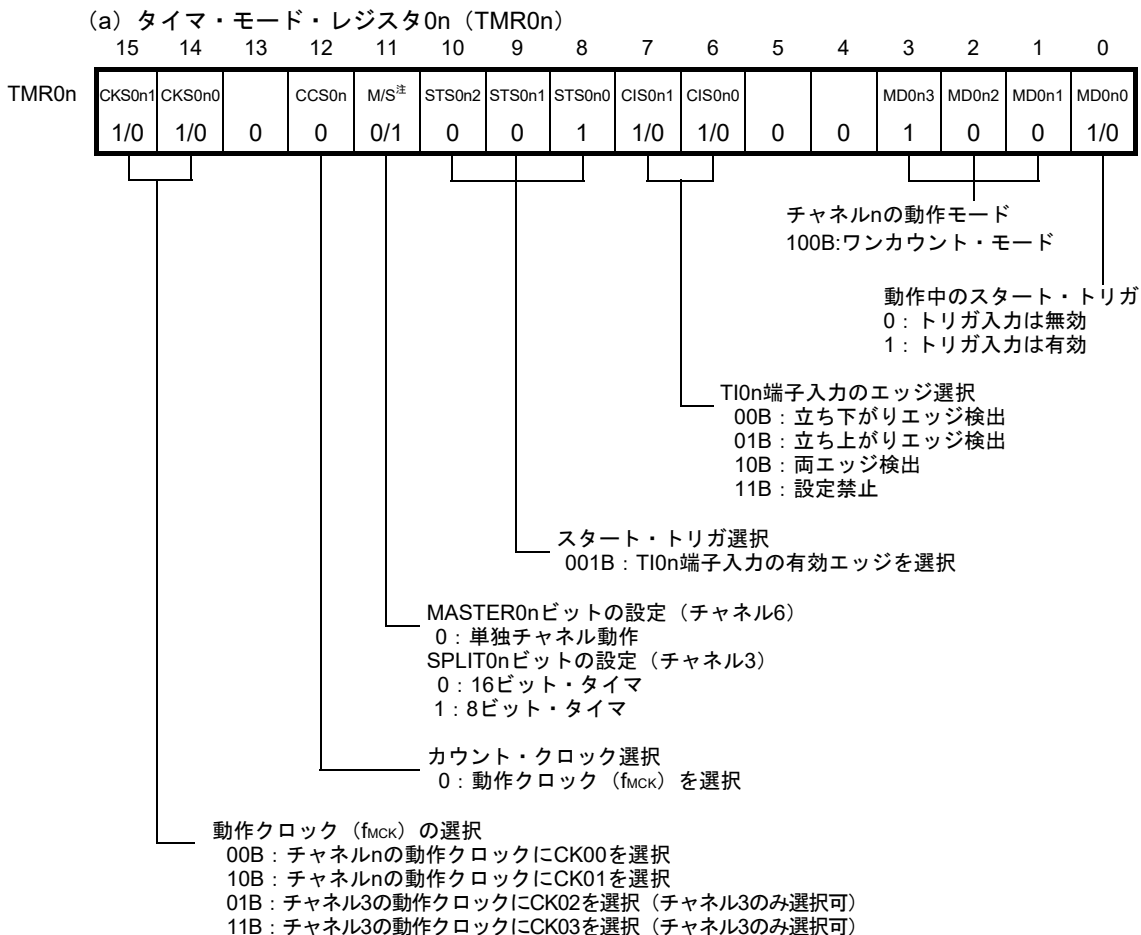 (a) タイマ・モード・レジスタ0n（TMR0n）
15 14 13 12 11 10 9 8 7 6 5 4 3 2 1 0
TMR0n CKS0n1 CKS0n0 CCS0n M/S注 STS0n2 STS0n1 STS0n0 CIS0n1 CIS0n0 MD0n3 MD0n2 MD0n1 MD0n0
1/0 1/0 0 0 0/1 0 0 1 1/0 1/0 0 0 1 0 0 1/0
チャネルnの動作モード
100B:ワンカウント・モード
動作中のスタート・トリガ
0：トリガ入力は無効
1：トリガ入力は有効
TI0n端子入力のエッジ選択
00B：立ち下がりエッジ検出
01B：立ち上がりエッジ検出
10B：両エッジ検出
11B：設定禁止
スタート・トリガ選択
001B：TI0n端子入力の有効エッジを選択
MASTER0nビットの設定（チャネル6）
0：単独チャネル動作
SPLIT0nビットの設定（チャネル3）
0：16ビット・タイマ
1：8ビット・タイマ
カウント・クロック選択
0：動作クロック（fMCK）を選択
動作クロック（fMCK）の選択
00B：チャネルnの動作クロックにCK00を選択
10B：チャネルnの動作クロックにCK01を選択
01B：チャネル3の動作クロックにCK02を選択（チャネル3のみ選択可）
11B：チャネル3の動作クロックにCK03を選択（チャネル3のみ選択可）